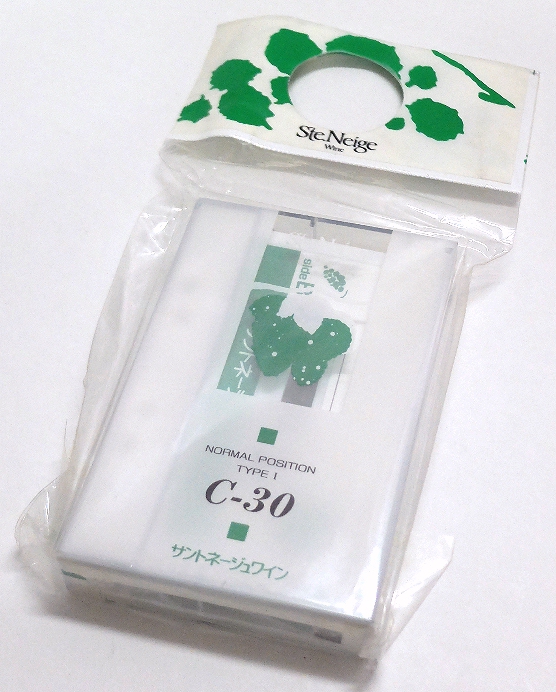 Ste.Neige
Wine
side
サントネージ
NORMAL POSITION
TYPE I
C-30
サントネージュワイン